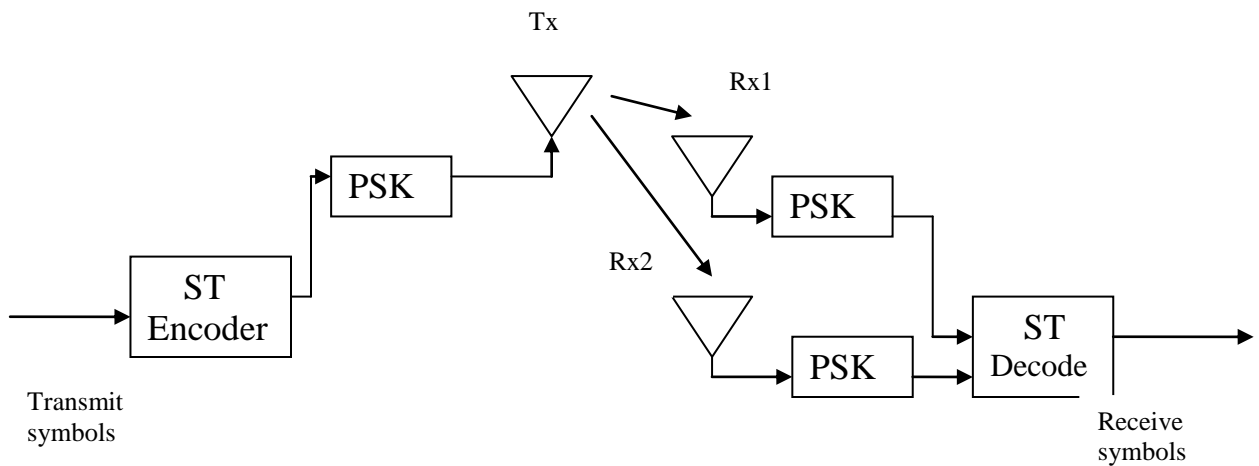 Tx
Rx1
PSK
PSK
Rx2
ST
Encoder
ST
Decode
PSK
Transmit
symbols
Receive
symbols